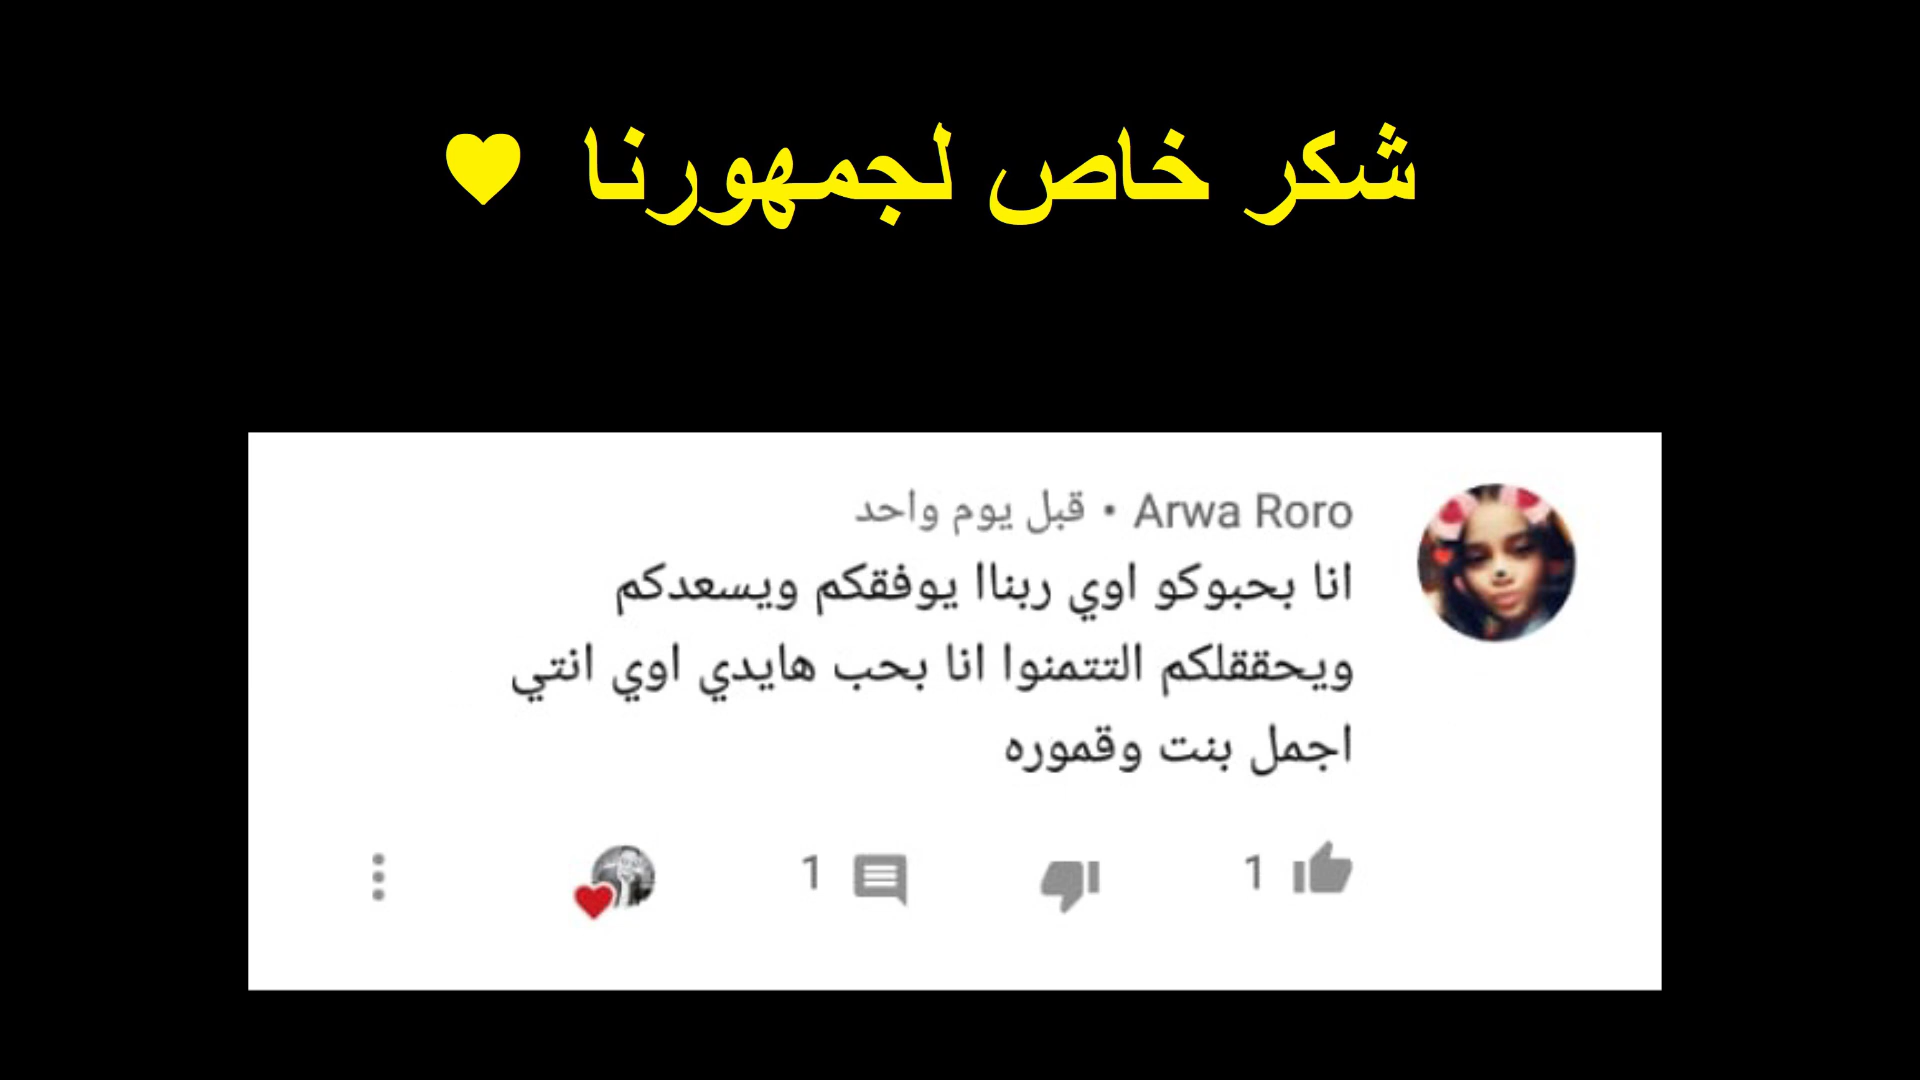 شكر خاص لجمهورنا ♥
Arwa Roro • قبل يوم واحد
انا بحبوكو اوي ربناا يوفقكم ويسعدكم
ويحققلكم التتمنوا انا بحب هايدي اوي انتي
اجمل بنت وقموره
1 1